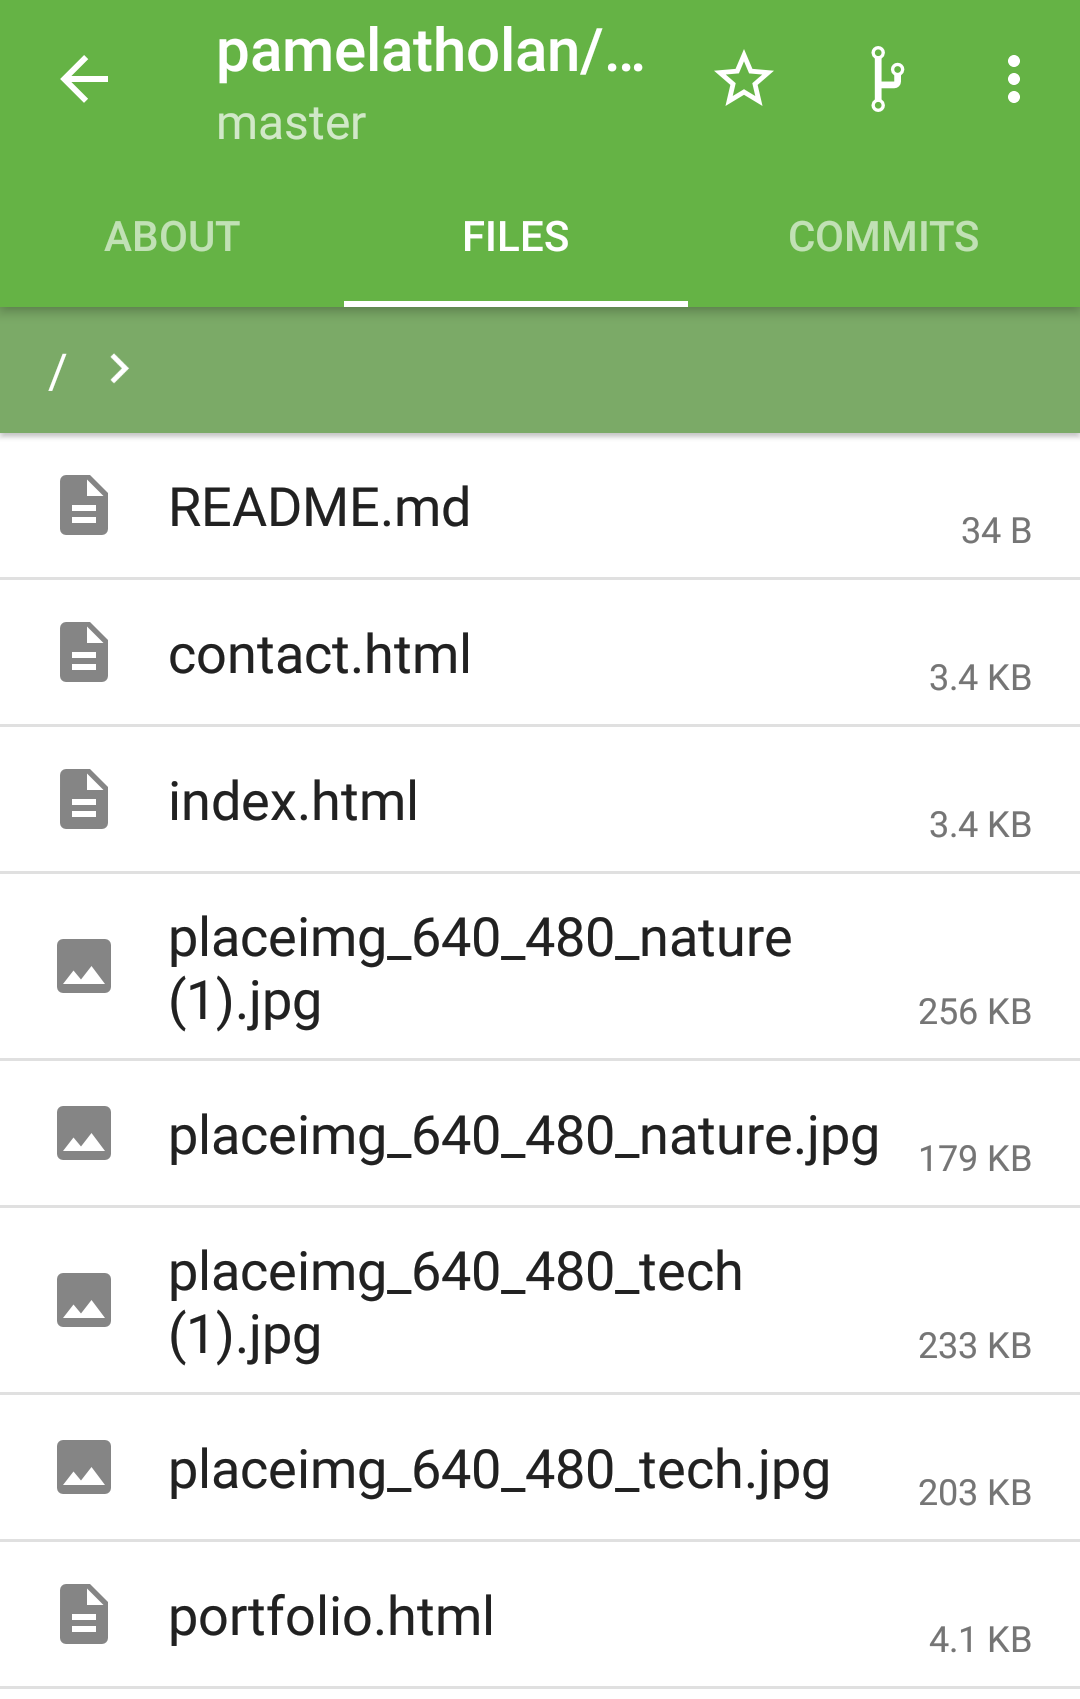 pamelatholan/...
master
ABOUT FILES COMMITS
/
README.md
34 B
contact.html
3.4 KB
index.html
3.4 KB
placeimg_640_480_nature
(1).jpg
256 KB
placeimg_640_480_nature.jpg
179 KB
placeimg_640_480_tech
(1).jpg
233 KB
placeimg_640_480_tech.jpg
203 KB
portfolio.html
4.1 KB